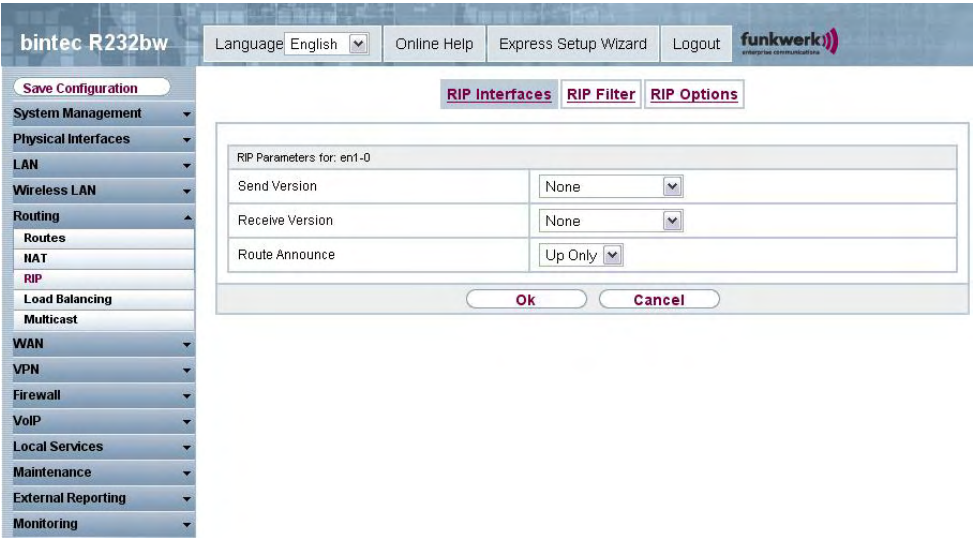 bintec R232bw
Language English
Online Help
Express Setup Wizard
Logout
funkwerk
enterprise communications
Save Configuration
System Management
Physical Interfaces
LAN
Wireless LAN
Routing
Routes
NAT
RIP
Load Balancing
Multicast
WAN
VPN
Firewall
VoIP
Local Services
Maintenance
External Reporting
Monitoring
RIP Interfaces
RIP Filter
RIP Options
RIP Parameters for: en1-0
Send Version None
Receive Version None
Route Announce Up Only
Ok
Cancel